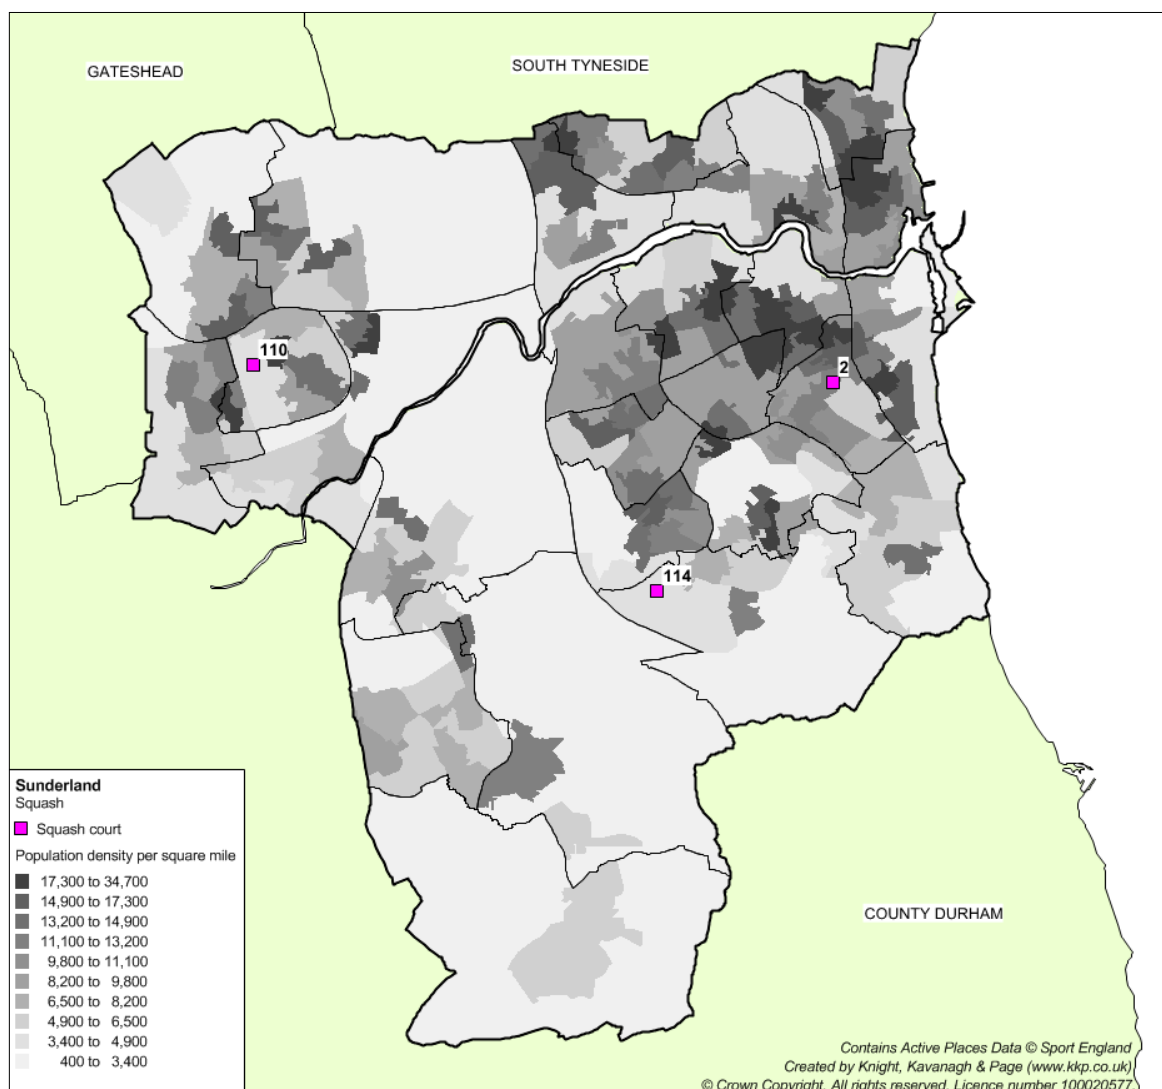 GATESHEAD
SOUTH TYNESIDE
110
2
114
COUNTY DURHAM
Sunderland
Squash
Squash court
Population density per square mile
17,300 to 34,700
14,900 to 17,300
13,200 to 14,900
11,100 to 13,200
9,800 to 11,100
8,200 to 9,800
6,500 to 8,200
4,900 to 6,500
3,400 to 4,900
400 to 3,400
Contains Active Places Data © Sport England
Created by Knight, Kavanagh & Page (www.kkp.co.uk)
© Crown Copyright. All rights reserved. Licence number 100020577